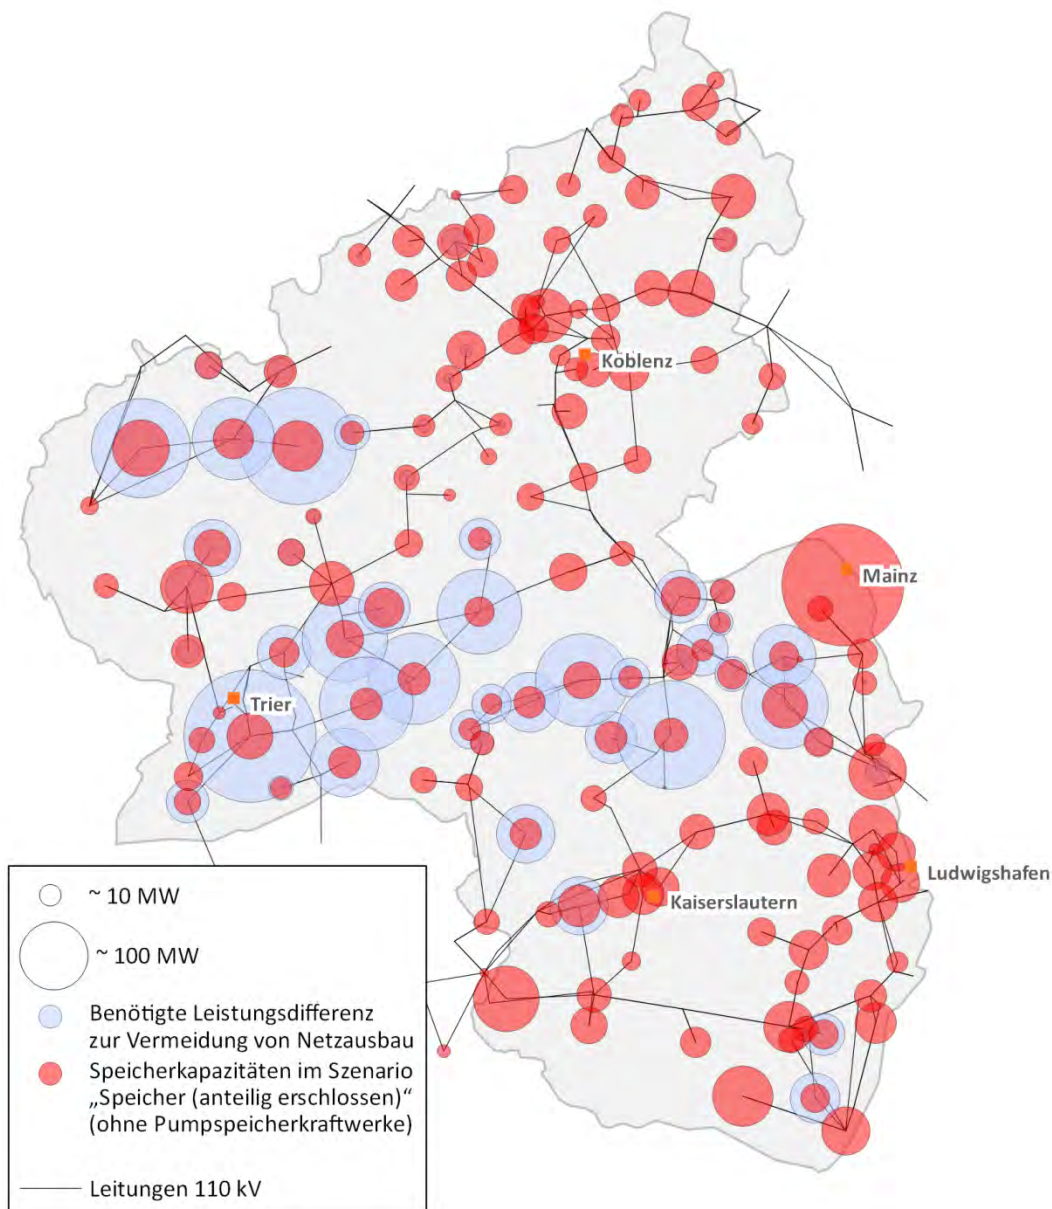 Koblenz
Mainz
Trier
Ludwigshafen
Kaiserslautern
~ 10 MW
~ 100 MW
Benötigte Leistungsdifferenz
zur Vermeidung von Netzausbau
Speicherkapazitäten im Szenario
„Speicher (anteilig erschlossen)“
(ohne Pumpspeicherkraftwerke)
Leitungen 110 kV